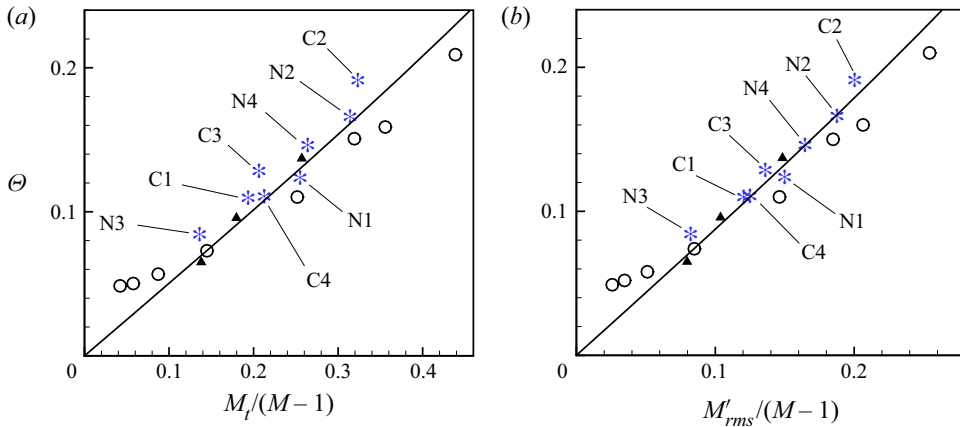 (a)
C2
0.2
N2
N4
C3
Θ
C1
0.1
N1
N3
C4
0
0.1
0.2
0.3
0.4
M_t/(M – 1)
(b)
C2
0.2
N2
N4
C3
C1
0.1
N1
N3
C4
0
0.1
0.2
M′_rms/(M – 1)